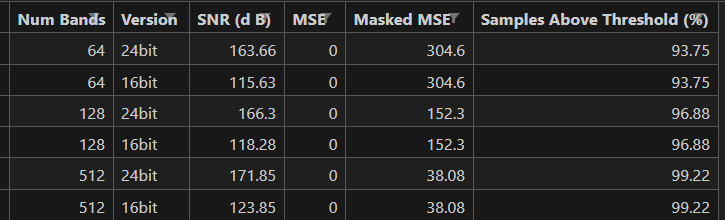 Num Bands Version SNR (d B) MSE Masked MSE Samples Above Threshold (%)
64 24bit 163.66 0 304.6 93.75
64 16bit 115.63 0 304.6 93.75
128 24bit 166.3 0 152.3 96.88
128 16bit 118.28 0 152.3 96.88
512 24bit 171.85 0 38.08 99.22
512 16bit 123.85 0 38.08 99.22